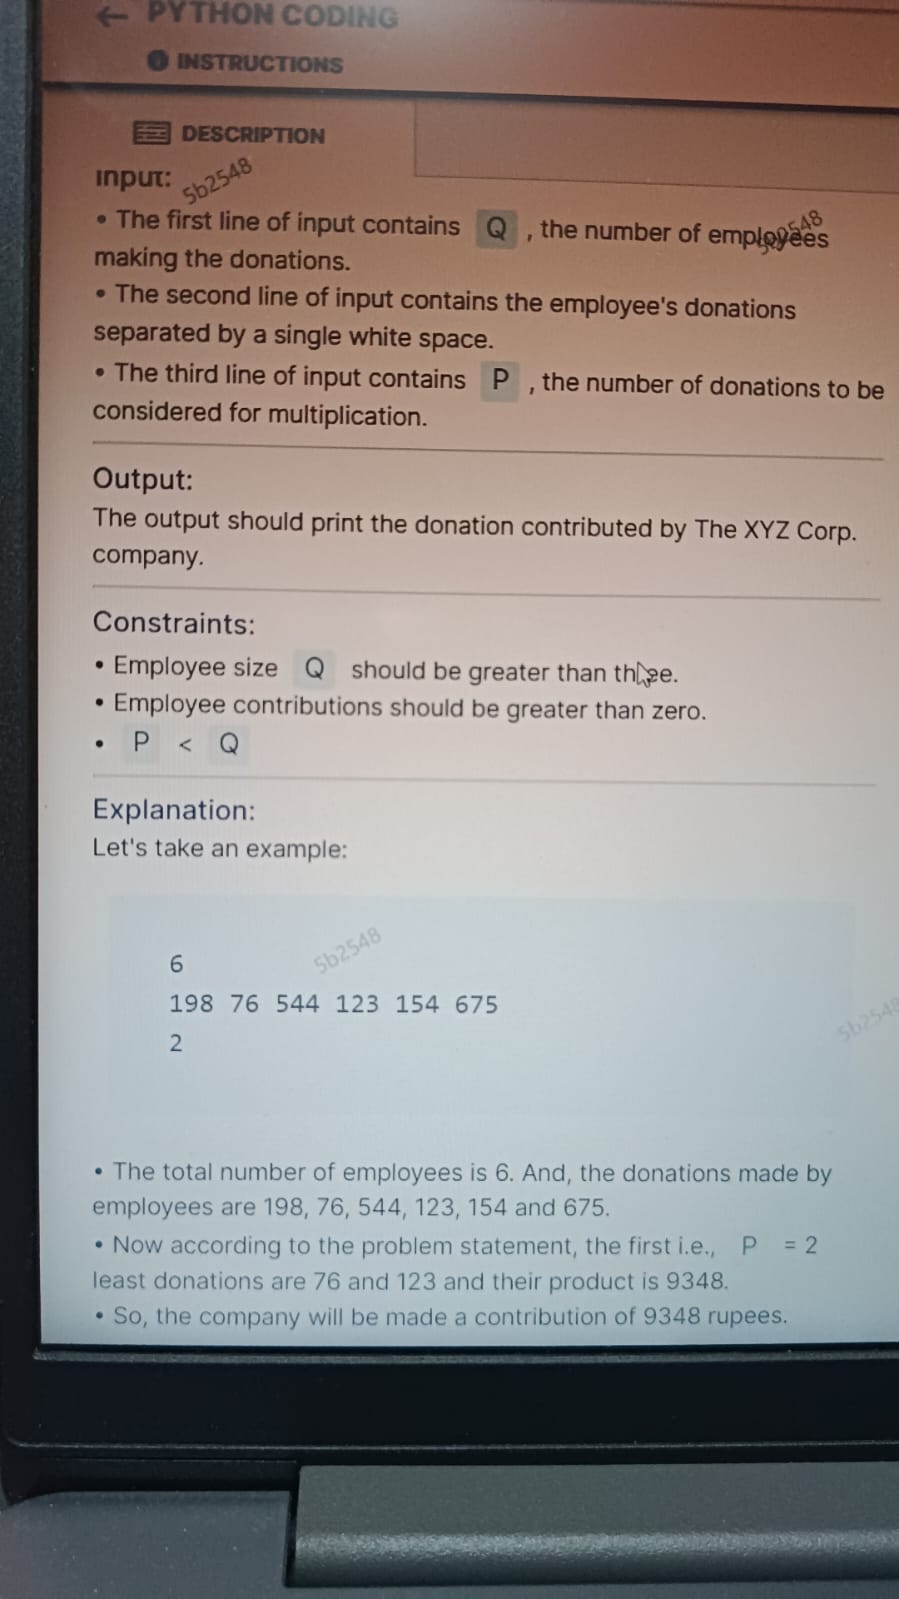 ← PYTHON CODING
INSTRUCTIONS
DESCRIPTION
Input:
5b2548
• The first line of input contains Q , the number of employees
making the donations.
• The second line of input contains the employee's donations
separated by a single white space.
• The third line of input contains P , the number of donations to be
considered for multiplication.
Output:
The output should print the donation contributed by The XYZ Corp.
company.
Constraints:
• Employee size Q should be greater than three.
• Employee contributions should be greater than zero.
• P < Q
Explanation:
Let's take an example:
5b2548
6
198 76 544 123 154 675
2
5b2548
• The total number of employees is 6. And, the donations made by
employees are 198, 76, 544, 123, 154 and 675.
• Now according to the problem statement, the first i.e., P = 2
least donations are 76 and 123 and their product is 9348.
• So, the company will be made a contribution of 9348 rupees.